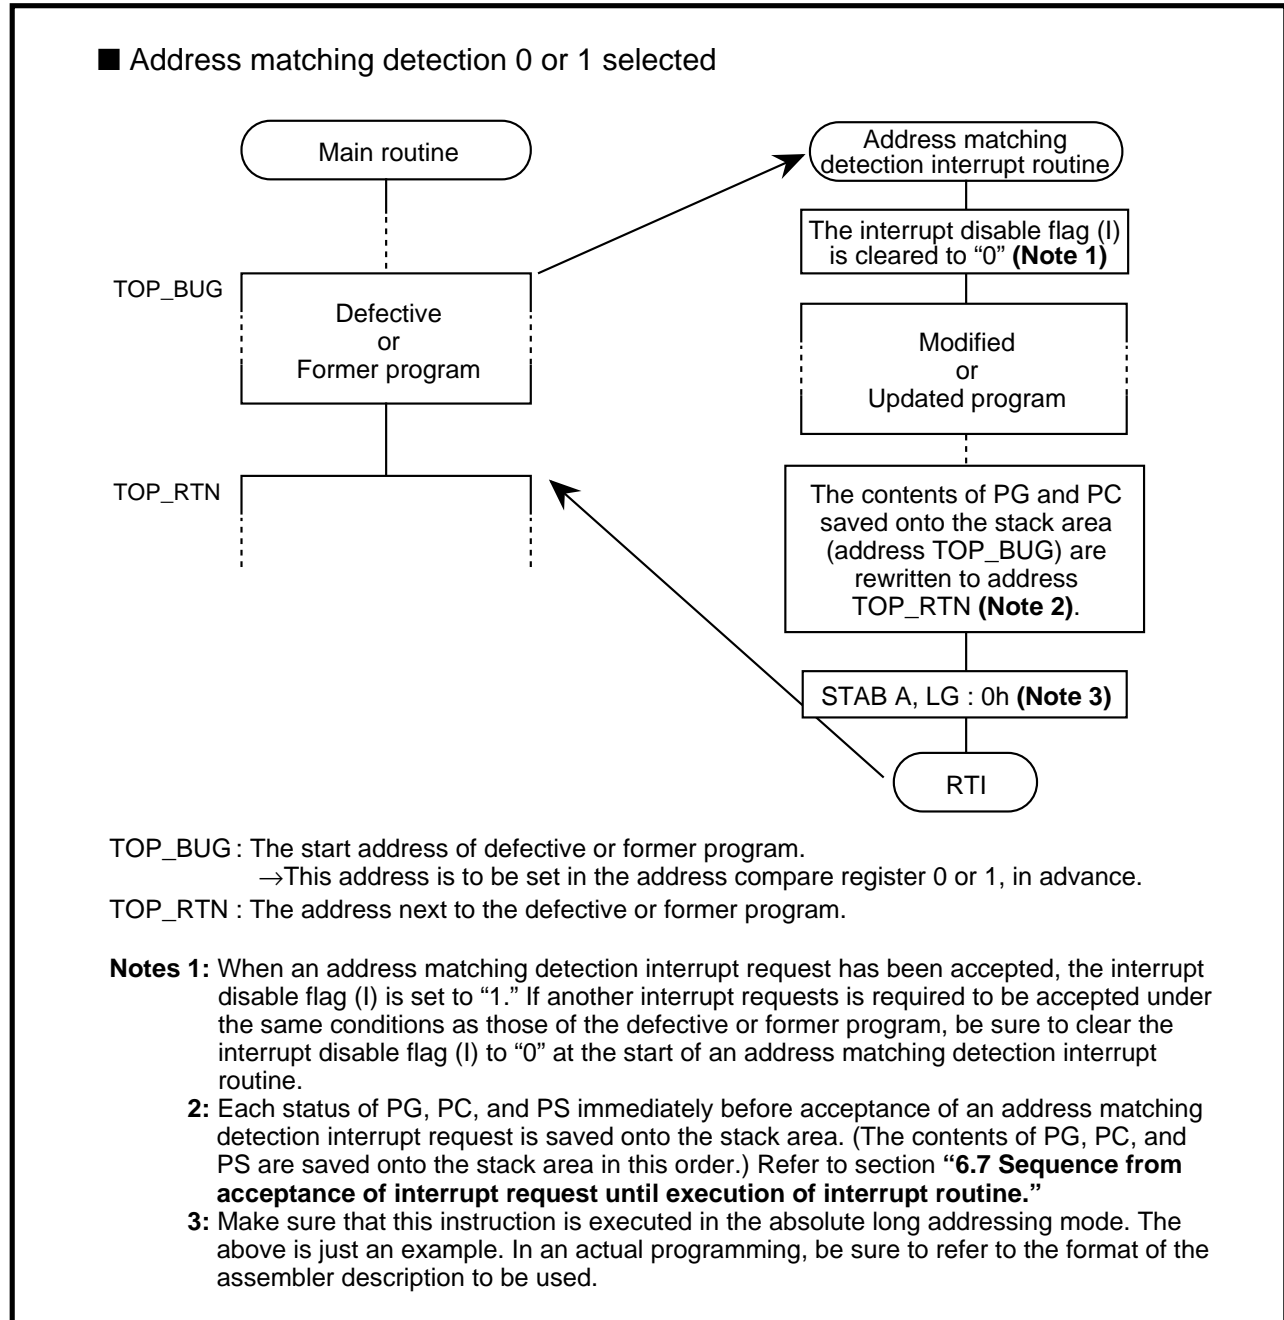 ■ Address matching detection 0 or 1 selected
Main routine
TOP_BUG
Defective
or
Former program
TOP_RTN
Address matching
detection interrupt routine
The interrupt disable flag (I)
is cleared to “0” (Note 1)
Modified
or
Updated program
The contents of PG and PC
saved onto the stack area
(address TOP_BUG) are
rewritten to address
TOP_RTN (Note 2).
STAB A, LG : 0h (Note 3)
RTI
TOP_BUG : The start address of defective or former program.
→This address is to be set in the address compare register 0 or 1, in advance.
TOP_RTN : The address next to the defective or former program.
Notes 1: When an address matching detection interrupt request has been accepted, the interrupt
disable flag (I) is set to “1.” If another interrupt requests is required to be accepted under
the same conditions as those of the defective or former program, be sure to clear the
interrupt disable flag (I) to “0” at the start of an address matching detection interrupt
routine.
2: Each status of PG, PC, and PS immediately before acceptance of an address matching
detection interrupt request is saved onto the stack area. (The contents of PG, PC, and
PS are saved onto the stack area in this order.) Refer to section “6.7 Sequence from
acceptance of interrupt request until execution of interrupt routine.”
3: Make sure that this instruction is executed in the absolute long addressing mode. The
above is just an example. In an actual programming, be sure to refer to the format of the
assembler description to be used.